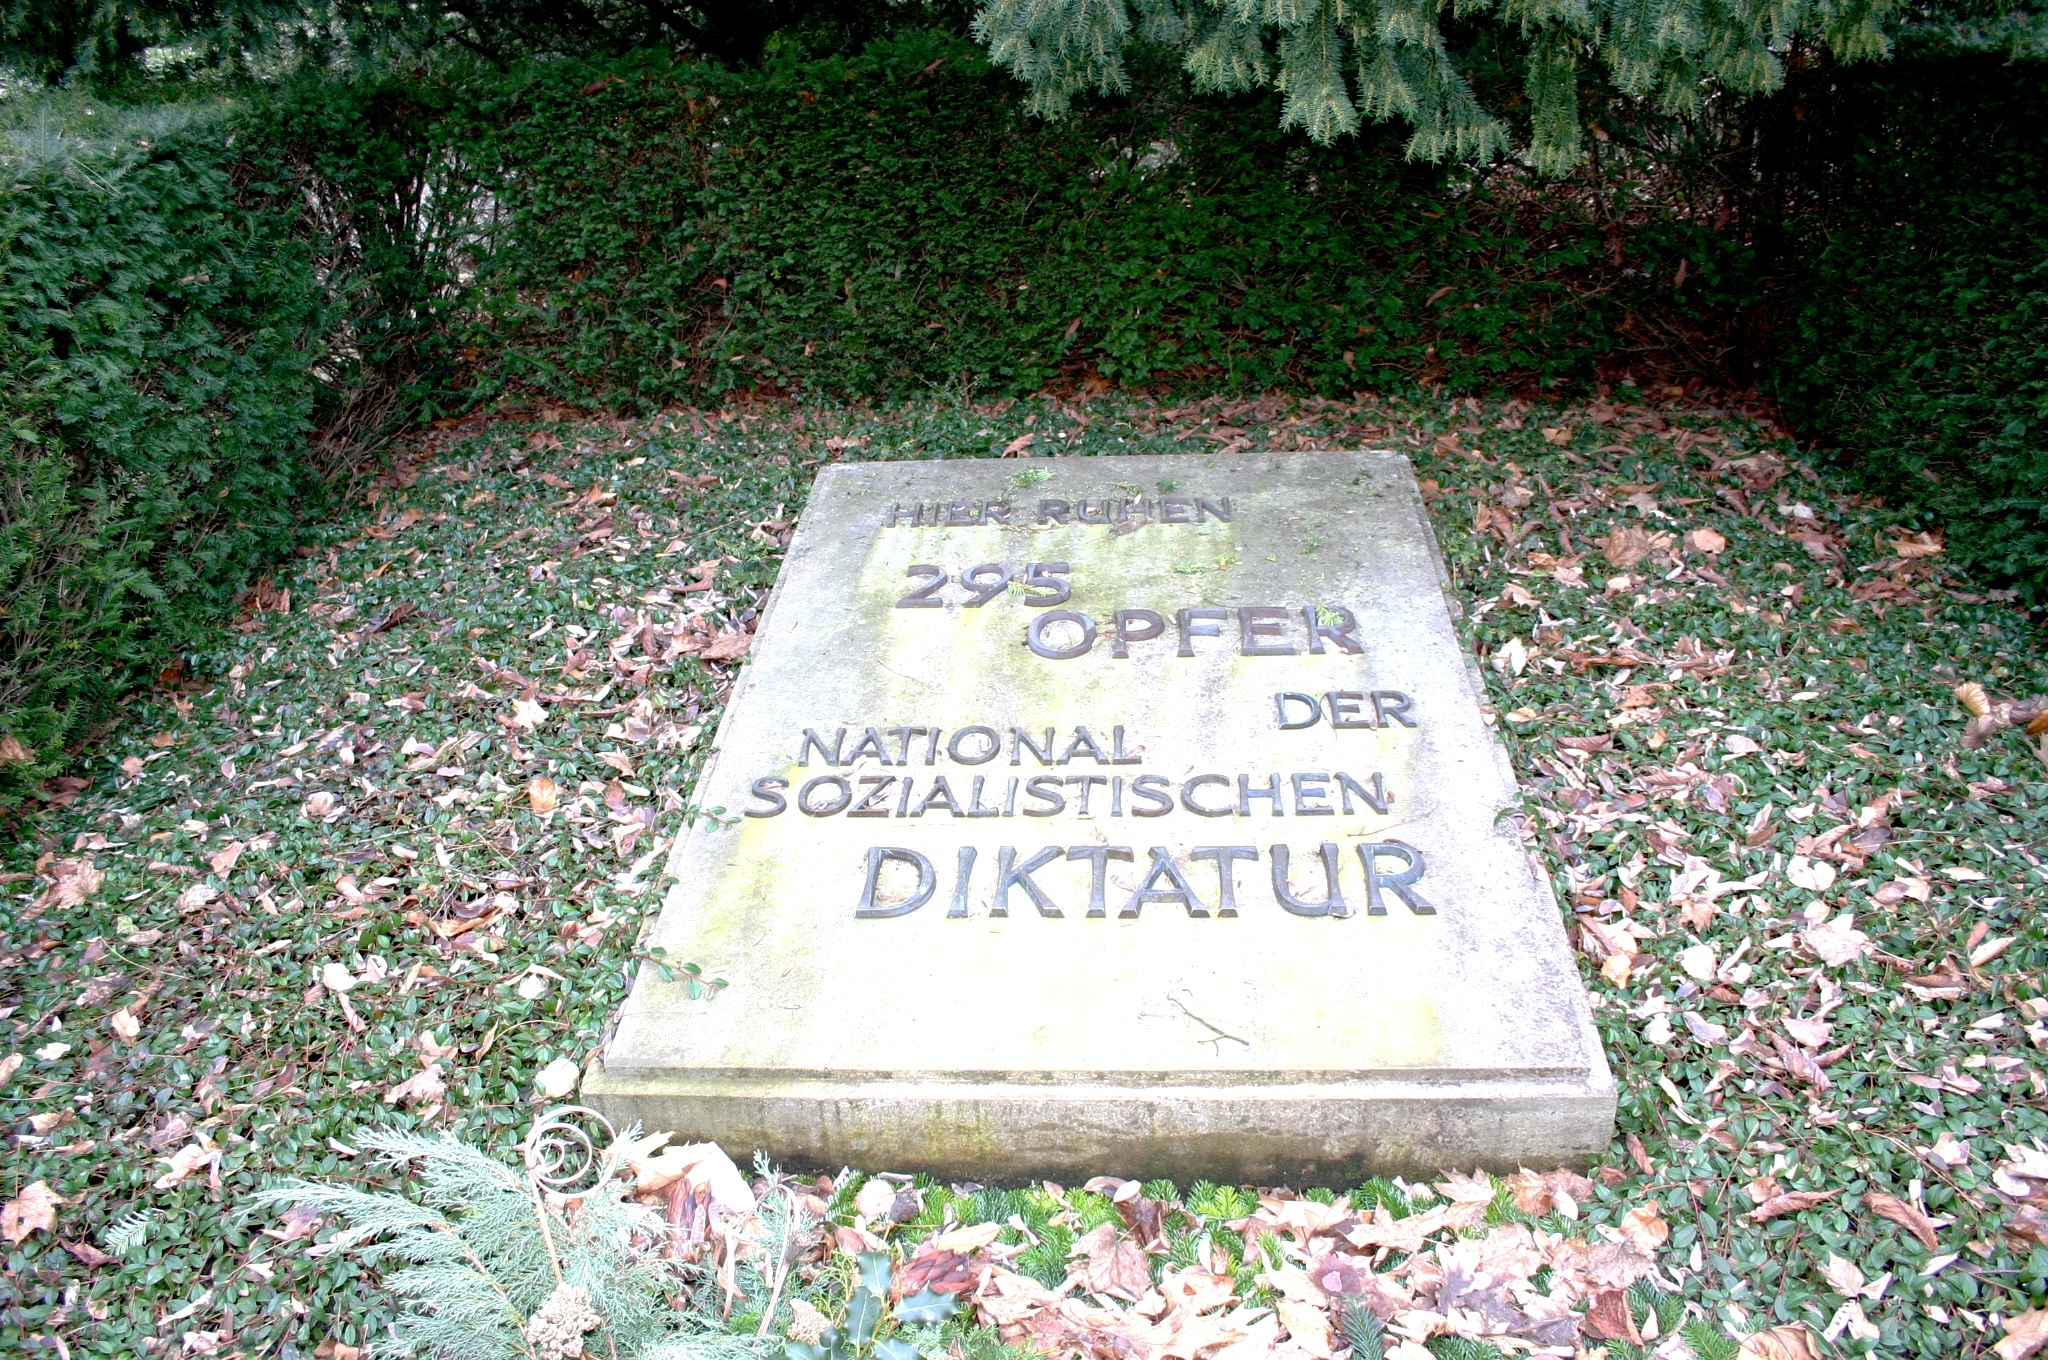 HIER RUHEN
295
OPFER
DER
NATIONAL
SOZIALISTISCHEN
DIKTATUR